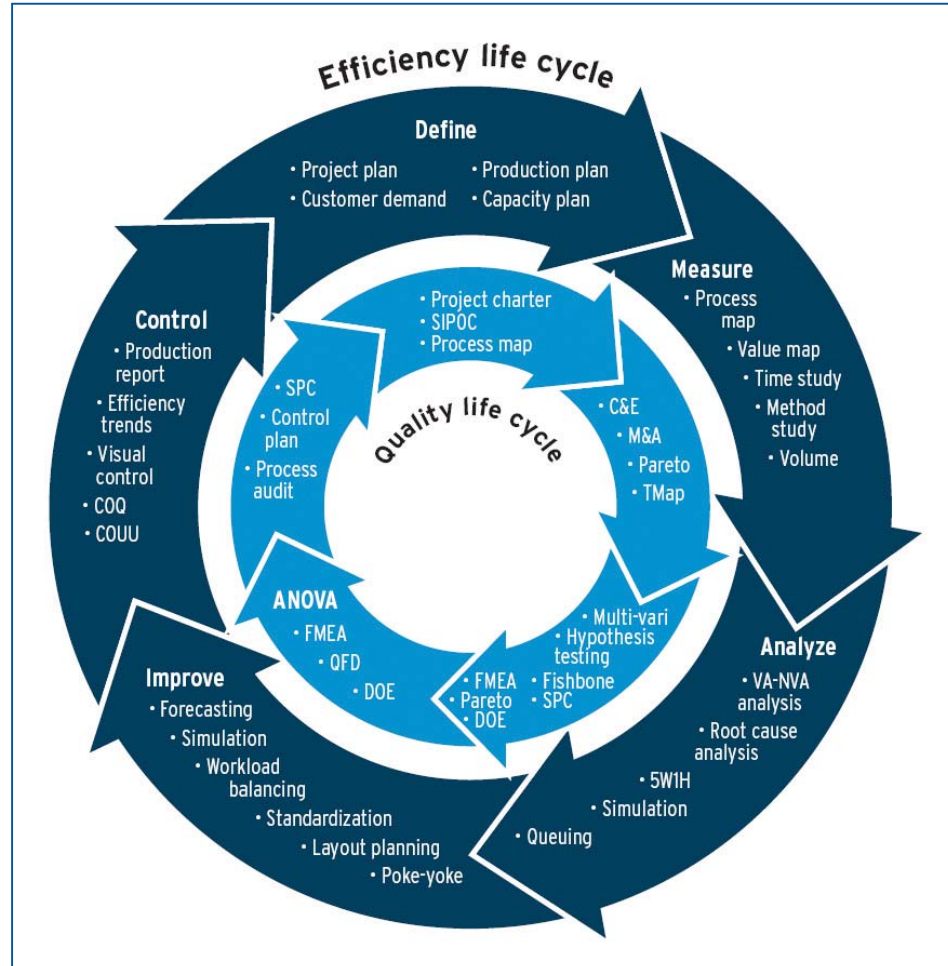 Efficiency life cycle
Define
• Project plan
• Customer demand
• Production plan
• Capacity plan
Measure
• Process
map
• Value map
• Time study
• Method
study
• Volume
Analyze
• VA-NVA
analysis
• Root cause
analysis
• 5W1H
• Simulation
• Queuing
Improve
• Forecasting
• Simulation
• Workload
balancing
• Standardization
• Layout planning
• Poke-yoke
Control
• Production
report
• Efficiency
trends
• Visual
control
• COQ
• COUU
Quality life cycle
• Project charter
• SIPOC
• Process map
• C&E
• M&A
• Pareto
• TMap
• Multi-vari
• Hypothesis
testing
• Fishbone
• SPC
• FMEA
• Pareto
• DOE
ANOVA
• FMEA
• QFD
• DOE
• SPC
• Control
plan
• Process
audit